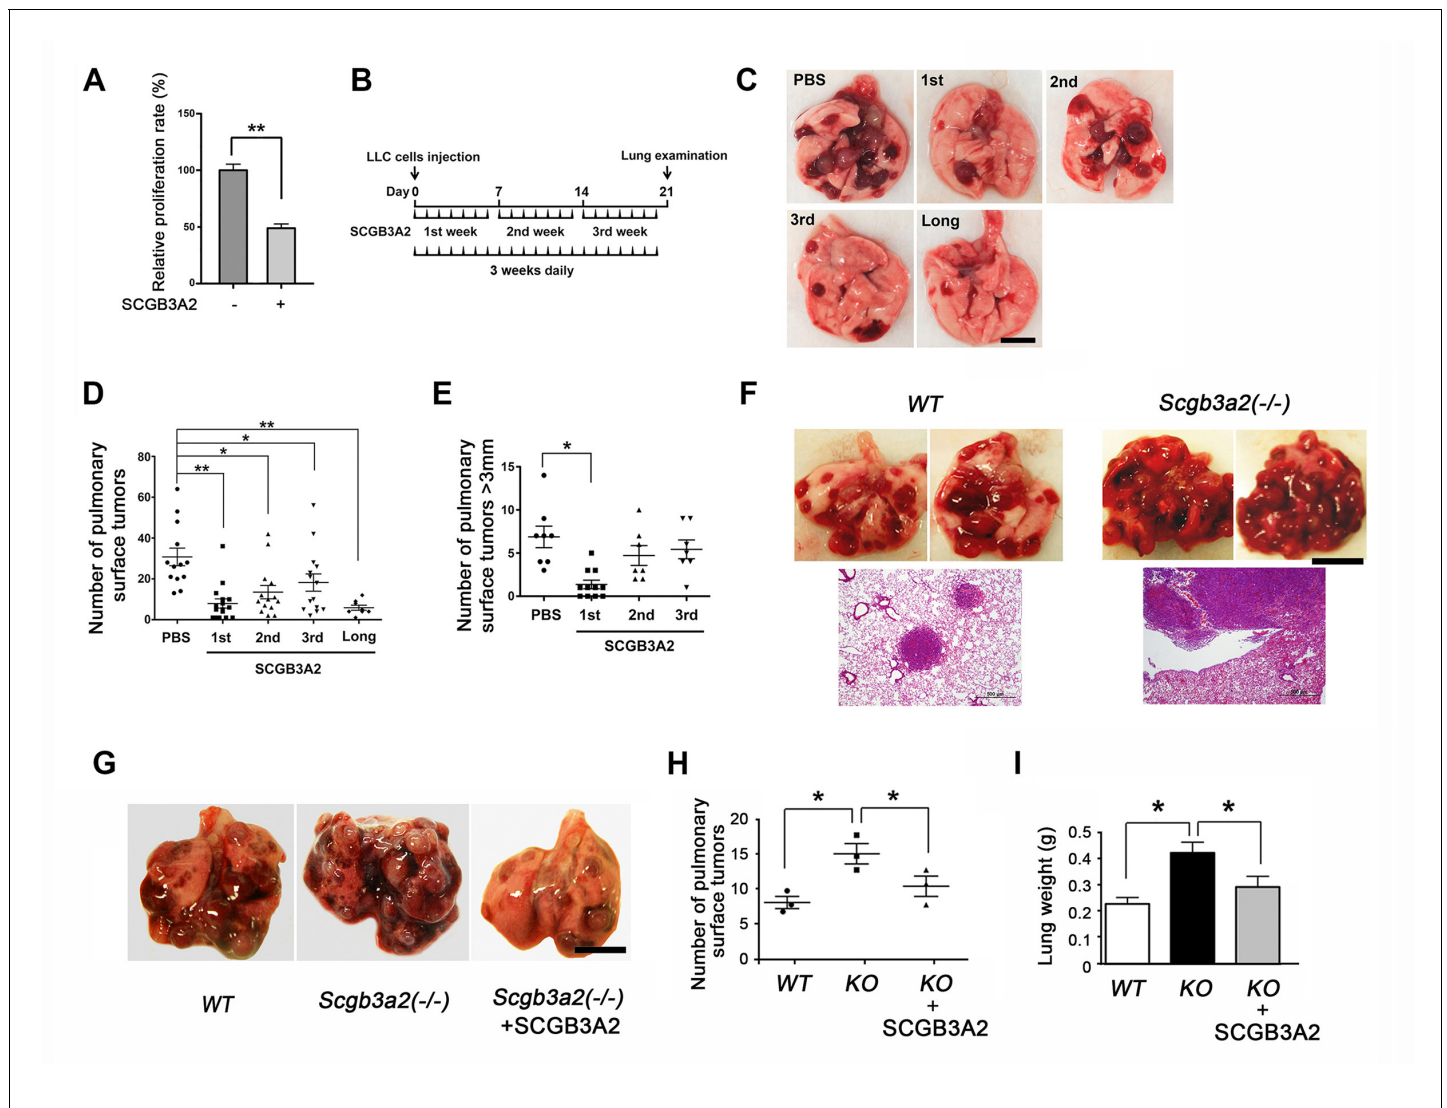 A
Relative proliferation rate (%)
150
100
50
0
**
SCGB3A2 - +
B
LLC cells injection
Lung examination
Day 0 7 14 21
SCGB3A2 1st week 2nd week 3rd week
3 weeks daily
C
PBS
1st
2nd
3rd
Long
D
Number of pulmonary
surface tumors
80
60
40
20
0
**
*
*
**
PBS 1st 2nd 3rd Long
SCGB3A2
E
Number of pulmonary
surface tumors >3mm
15
10
5
0
*
PBS 1st 2nd 3rd
SCGB3A2
F
WT
Scgb3a2(-/-)
500 μm
500 μm
G
WT
Scgb3a2(-/-)
Scgb3a2(-/-)
+SCGB3A2
H
Number of pulmonary
surface tumors
20
15
10
5
0
* *
WT KO KO
+
SCGB3A2
I
Lung weight (g)
0.5
0.4
0.3
0.2
0.1
0
* *
WT KO KO
+
SCGB3A2